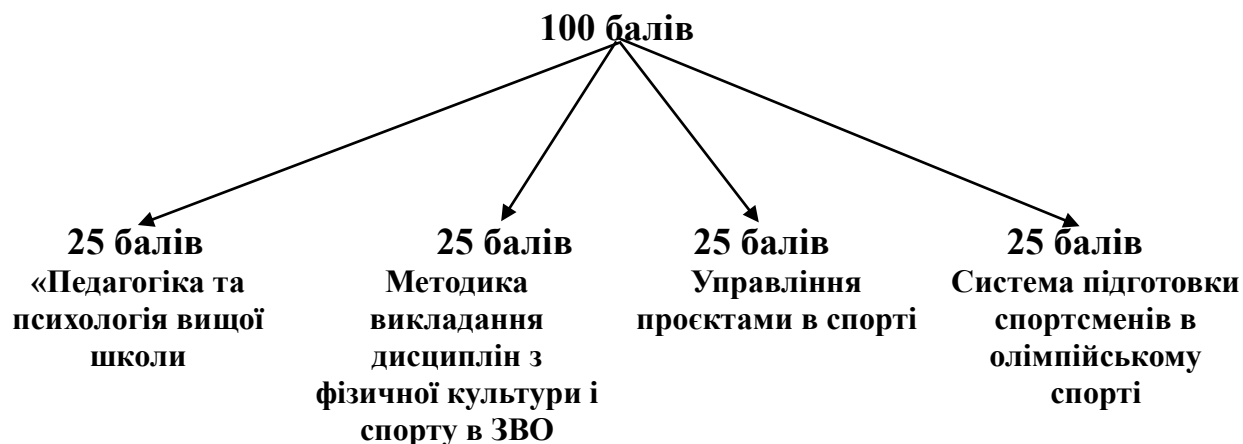 100 балів
25 балів
«Педагогіка та
психологія вищої
школи
25 балів
Методика
викладання
дисциплін з
фізичної культури і
спорту в ЗВО
25 балів
Управління
проєктами в спорті
25 балів
Система підготовки
спортсменів в
олімпійському
спорті